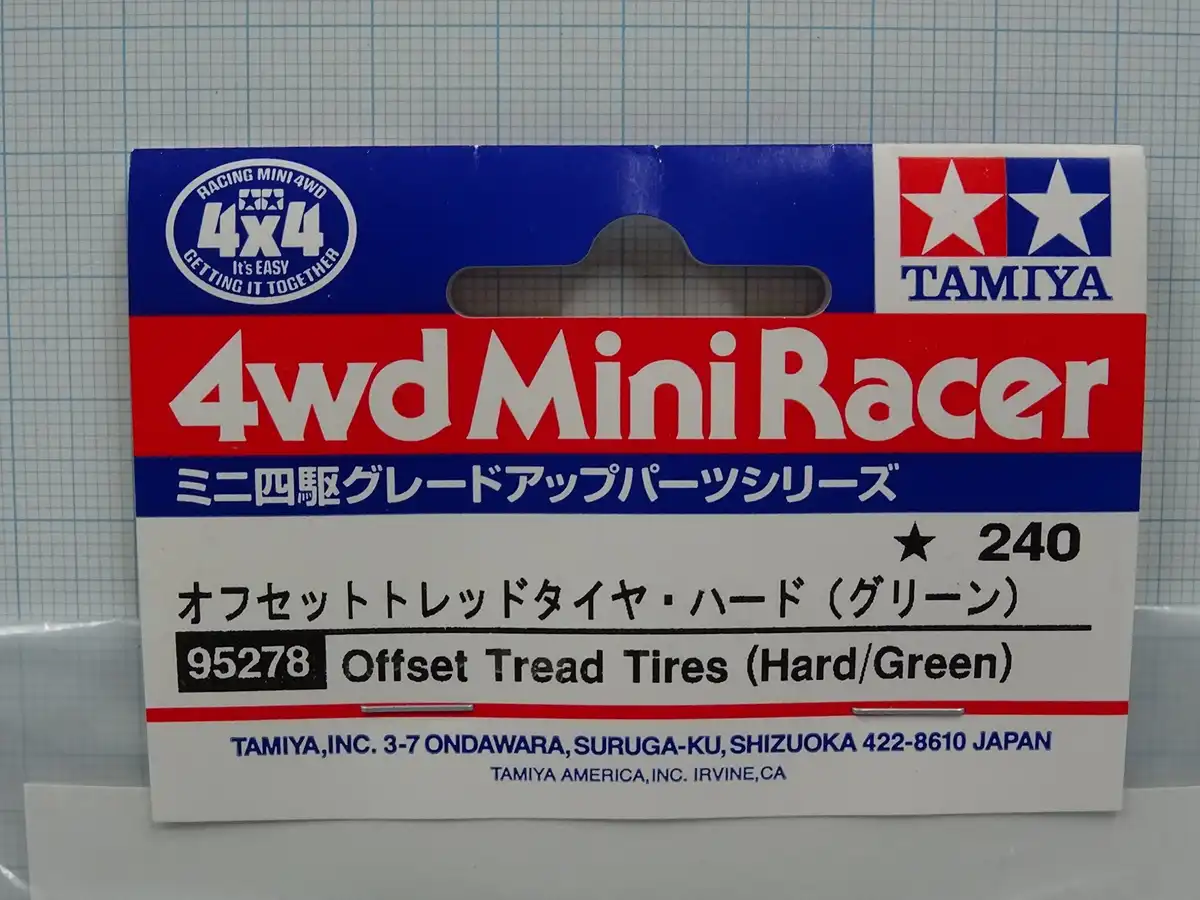 RACING MINI 4WD
4x4
It's EASY
GETTING IT TOGETHER
TAMIYA
4wd Mini Racer
ミニ四駆グレードアップパーツシリーズ
★ 240
オフセットトレッドタイヤ・ハード（グリーン）
95278 Offset Tread Tires (Hard/Green)
TAMIYA,INC. 3-7 ONDAWARA,SURUGA-KU,SHIZUOKA 422-8610 JAPAN
TAMIYA AMERICA,INC. IRVINE,CA